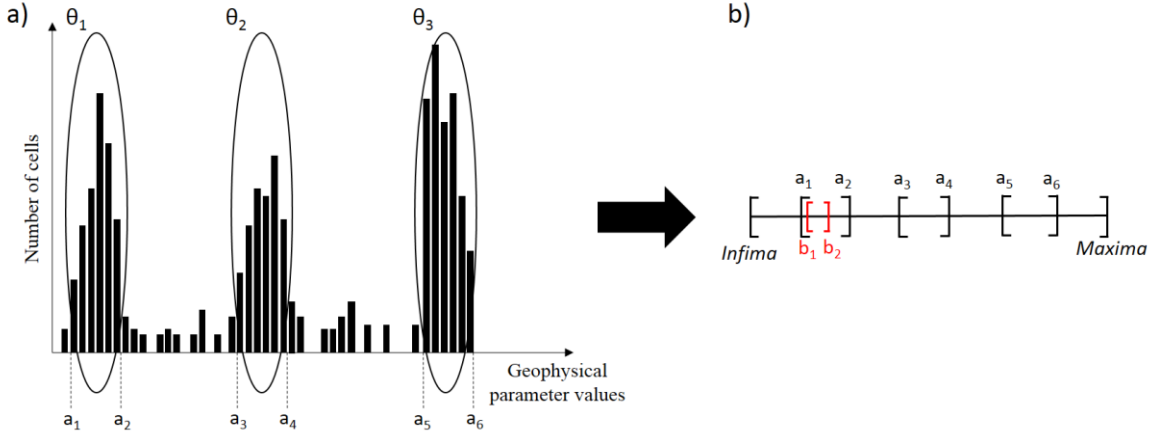 a)
θ₁
θ₂
θ₃
Number of cells
Geophysical
parameter values
a₁
a₂
a₃
a₄
a₅
a₆
b)
a₁
a₂
a₃
a₄
a₅
a₆
b₁
b₂
Infima
Maxima